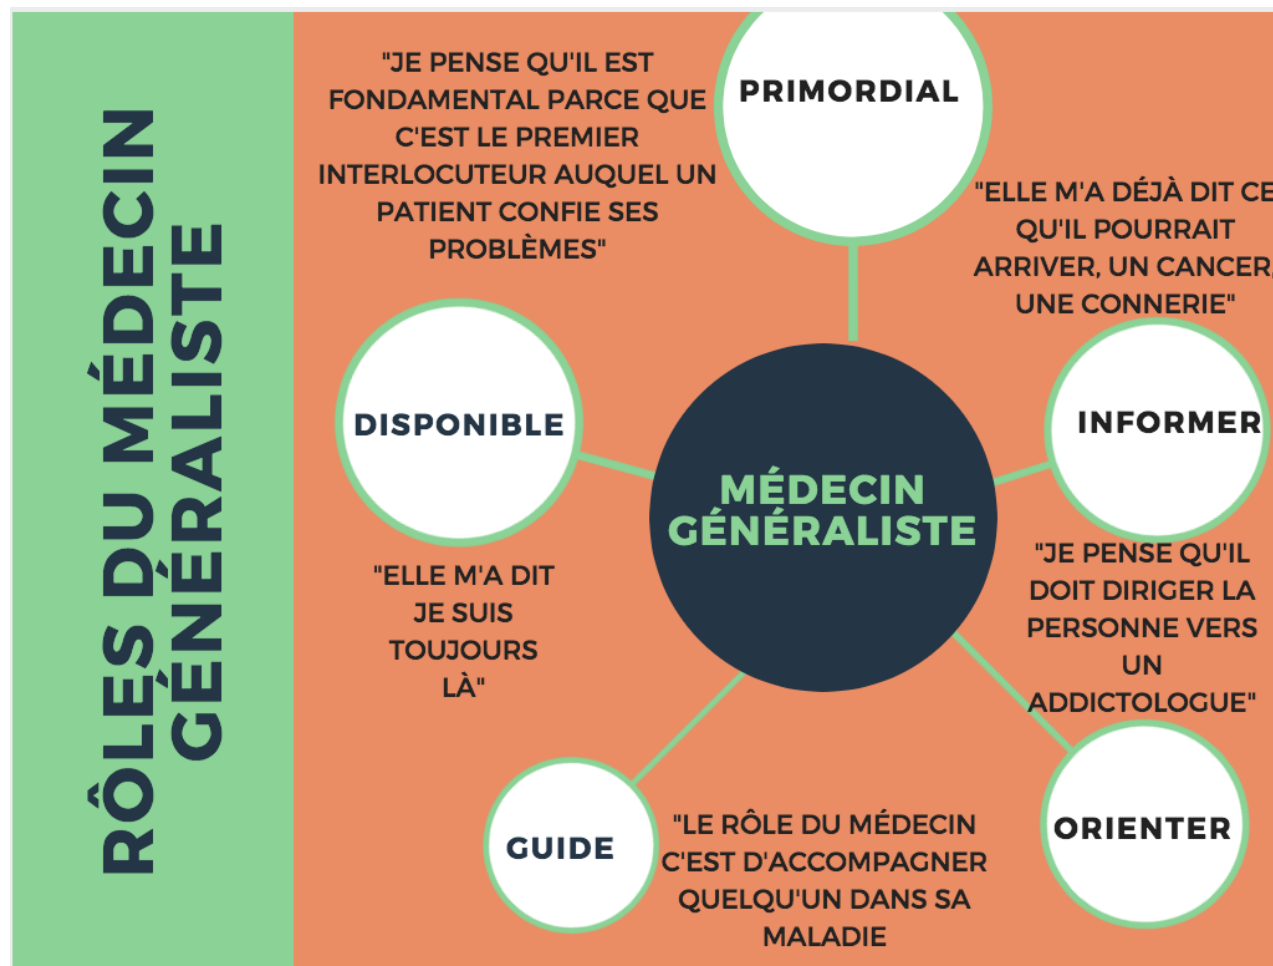 RÔLES DU MÉDECIN
GÉNÉRALISTE
"JE PENSE QU'IL EST
FONDAMENTAL PARCE QUE
C'EST LE PREMIER
INTERLOCUTEUR AUQUEL UN
PATIENT CONFIE SES
PROBLÈMES"
PRIMORDIAL
"ELLE M'A DÉJÀ DIT CE
QU'IL POURRAIT
ARRIVER, UN CANCER,
UNE CONNERIE"
DISPONIBLE
INFORMER
MÉDECIN
GÉNÉRALISTE
"ELLE M'A DIT
JE SUIS
TOUJOURS
LÀ"
"JE PENSE QU'IL
DOIT DIRIGER LA
PERSONNE VERS
UN
ADDICTOLOGUE"
GUIDE
"LE RÔLE DU MÉDECIN
C'EST D'ACCOMPAGNER
QUELQU'UN DANS SA
MALADIE
ORIENTER